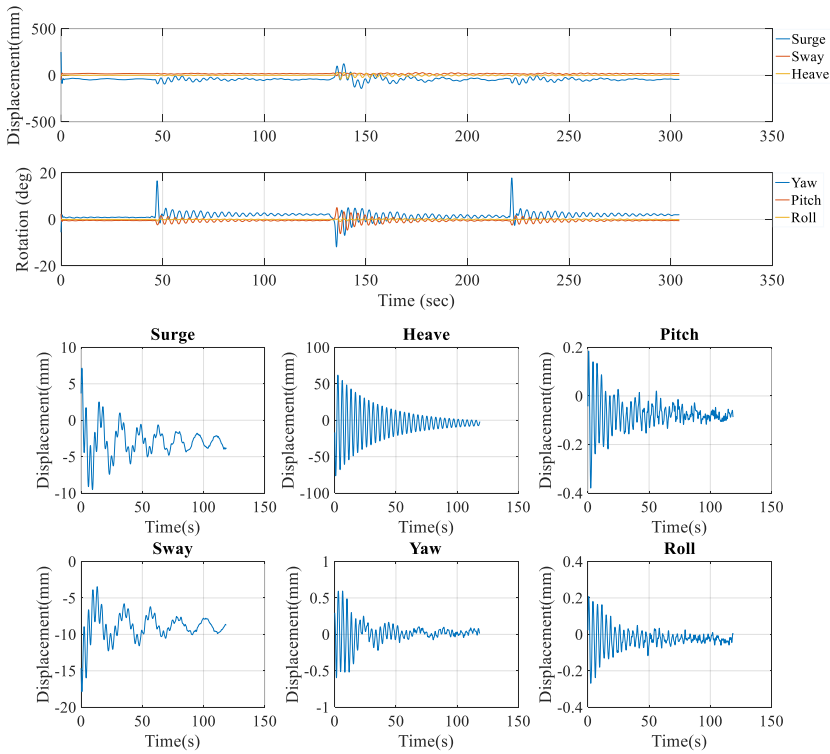 Displacement(mm)
500
0
-500
0 50 100 150 200 250 300 350
Surge
Sway
Heave
Rotation (deg)
20
0
-20
0 50 100 150 200 250 300 350
Time (sec)
Yaw
Pitch
Roll
Surge
Displacement(mm)
10
5
0
-5
-10
0 50 100 150
Time(s)
Heave
Displacement(mm)
100
50
0
-50
-100
0 50 100 150
Time(s)
Pitch
Displacement(mm)
0.2
0
-0.2
-0.4
0 50 100 150
Time(s)
Sway
Displacement(mm)
0
-5
-10
-15
-20
0 50 100 150
Time(s)
Yaw
Displacement(mm)
1
0.5
0
-0.5
-1
0 50 100 150
Time(s)
Roll
Displacement(mm)
0.4
0.2
0
-0.2
-0.4
0 50 100 150
Time(s)